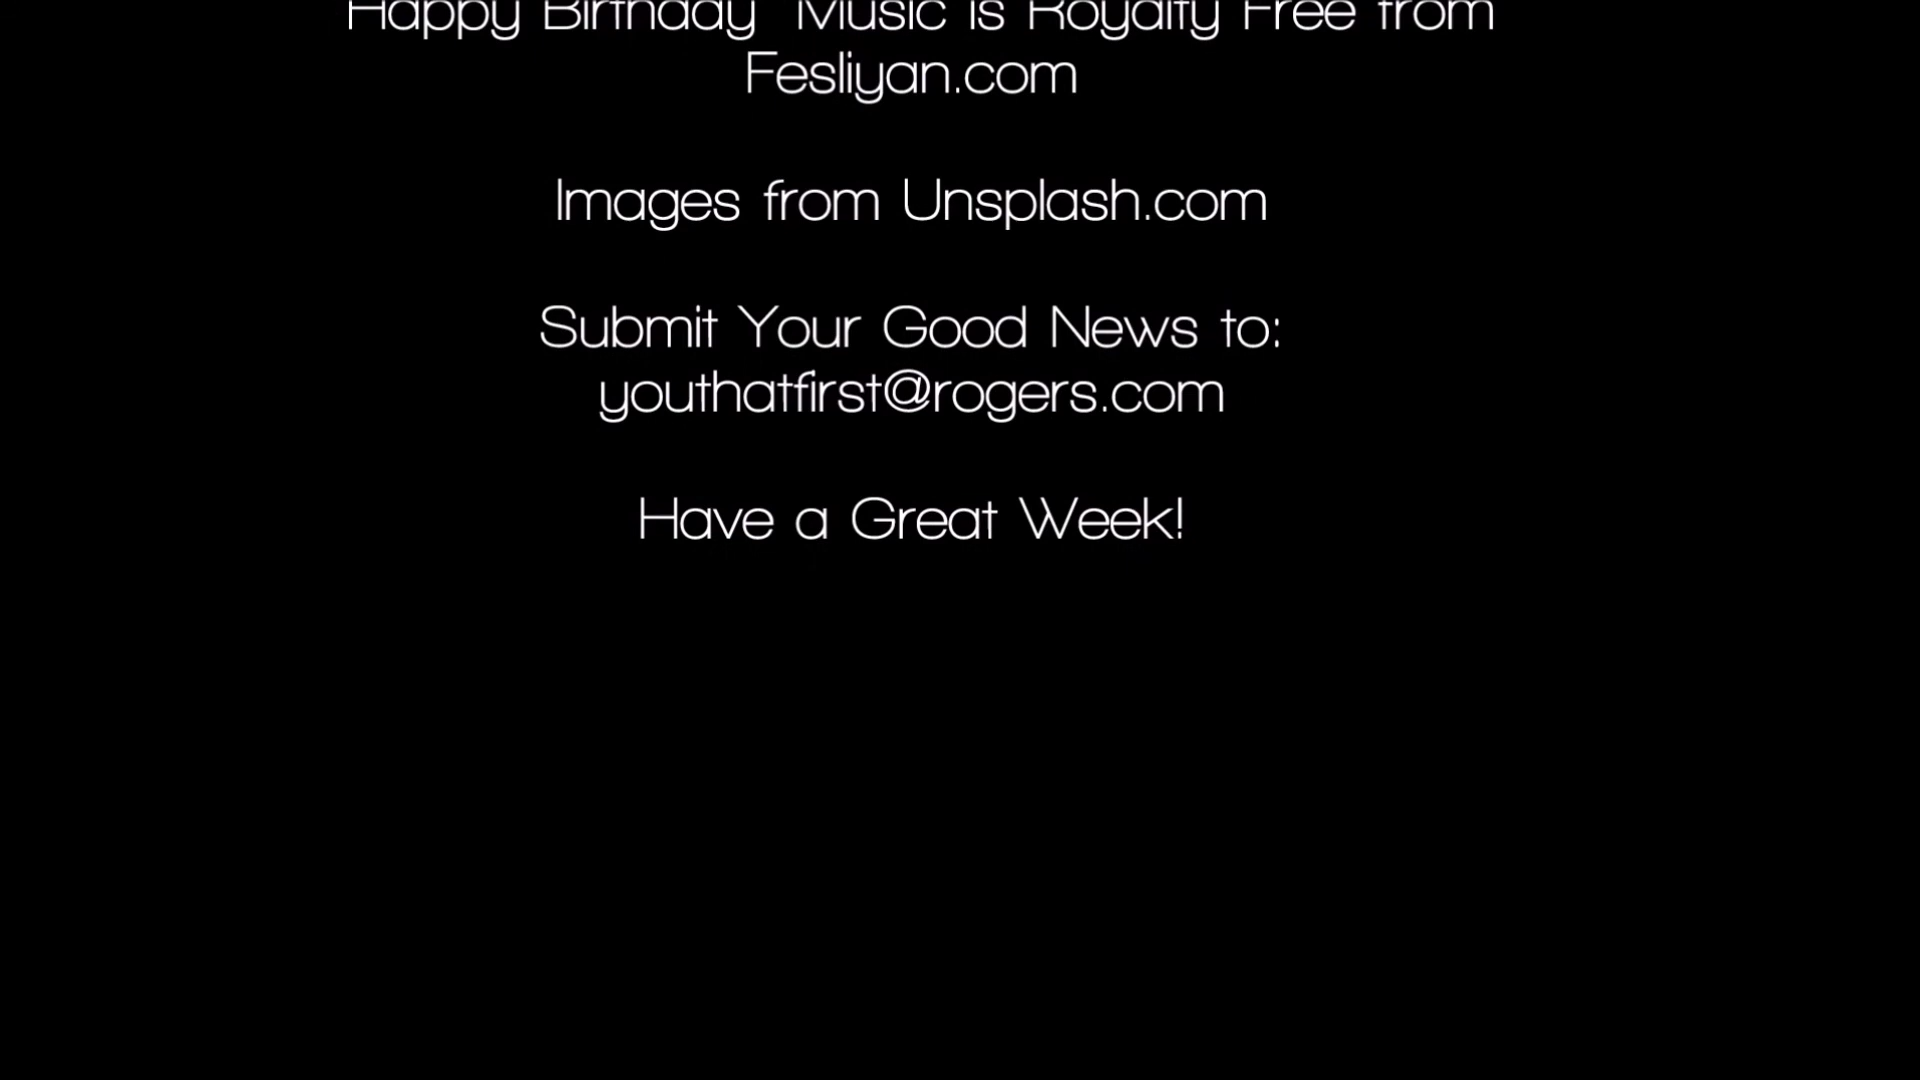 Happy Birthday Music is Royalty Free from
Fesliyan.com
Images from Unsplash.com
Submit Your Good News to:
youthatfirst@rogers.com
Have a Great Week!